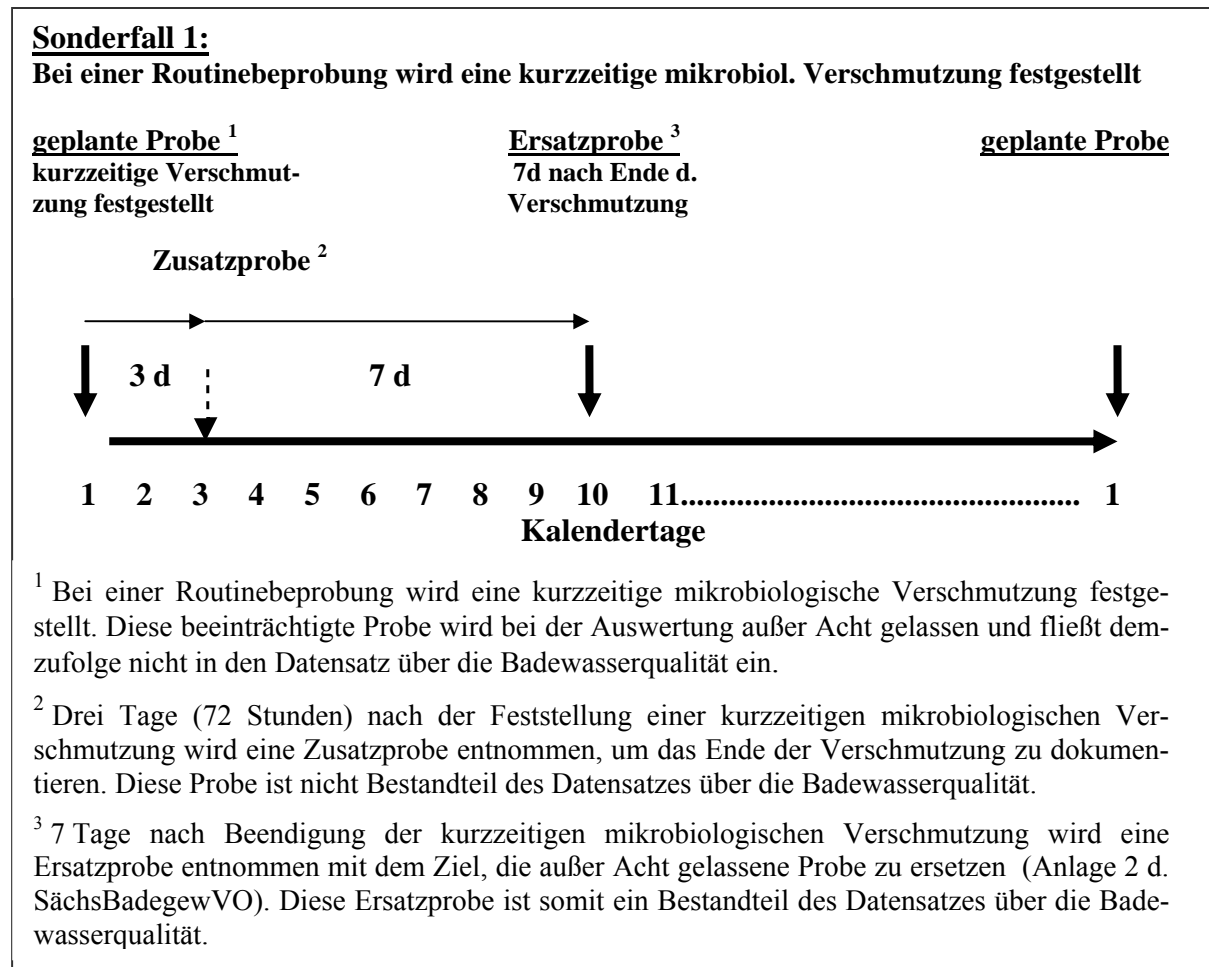 Sonderfall 1:
Bei einer Routinebeprobung wird eine kurzzeitige mikrobiol. Verschmutzung festgestellt
geplante Probe 1 Ersatzprobe 3 geplante Probe
kurzzeitige Verschmut- 7d nach Ende d.
zung festgestellt Verschmutzung
Zusatzprobe 2
3 d 7 d
1 2 3 4 5 6 7 8 9 10 11................................................... 1
Kalendertage
1 Bei einer Routinebeprobung wird eine kurzzeitige mikrobiologische Verschmutzung festge-
stellt. Diese beeinträchtigte Probe wird bei der Auswertung außer Acht gelassen und fließt dem-
zufolge nicht in den Datensatz über die Badewasserqualität ein.
2 Drei Tage (72 Stunden) nach der Feststellung einer kurzzeitigen mikrobiologischen Ver-
schmutzung wird eine Zusatzprobe entnommen, um das Ende der Verschmutzung zu dokumen-
tieren. Diese Probe ist nicht Bestandteil des Datensatzes über die Badewasserqualität.
3 7 Tage nach Beendigung der kurzzeitigen mikrobiologischen Verschmutzung wird eine
Ersatzprobe entnommen mit dem Ziel, die außer Acht gelassene Probe zu ersetzen (Anlage 2 d.
SächsBadegewVO). Diese Ersatzprobe ist somit ein Bestandteil des Datensatzes über die Bade-
wasserqualität.